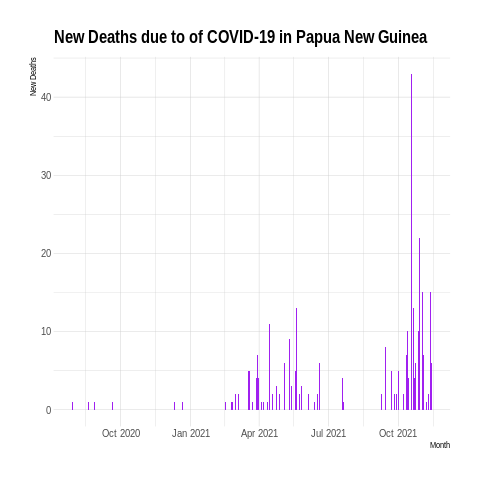 New Deaths due to of COVID-19 in Papua New Guinea
New Deaths
40
30
20
10
0
Oct 2020 Jan 2021 Apr 2021 Jul 2021 Oct 2021
Month